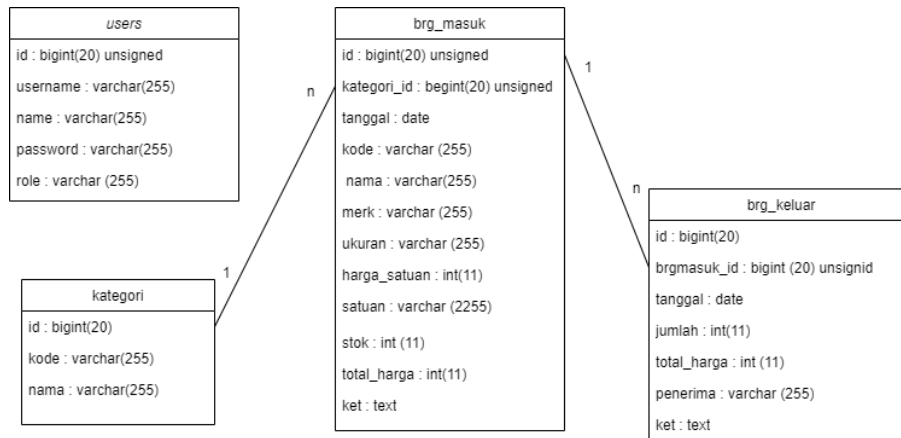 users
id : bigint(20) unsigned
username : varchar(255)
name : varchar(255)
password : varchar(255)
role : varchar (255)
kategori
id : bigint(20)
kode : varchar(255)
nama : varchar(255)
1
n
brg_masuk
id : bigint(20) unsigned
kategori_id : begint(20) unsigned
tanggal : date
kode : varchar (255)
nama : varchar(255)
merk : varchar (255)
ukuran : varchar (255)
harga_satuan : int(11)
satuan : varchar (2255)
stok : int (11)
total_harga : int(11)
ket : text
1
n
brg_keluar
id : bigint(20)
brgmasuk_id : bigint (20) unsignid
tanggal : date
jumlah : int(11)
total_harga : int (11)
penerima : varchar (255)
ket : text